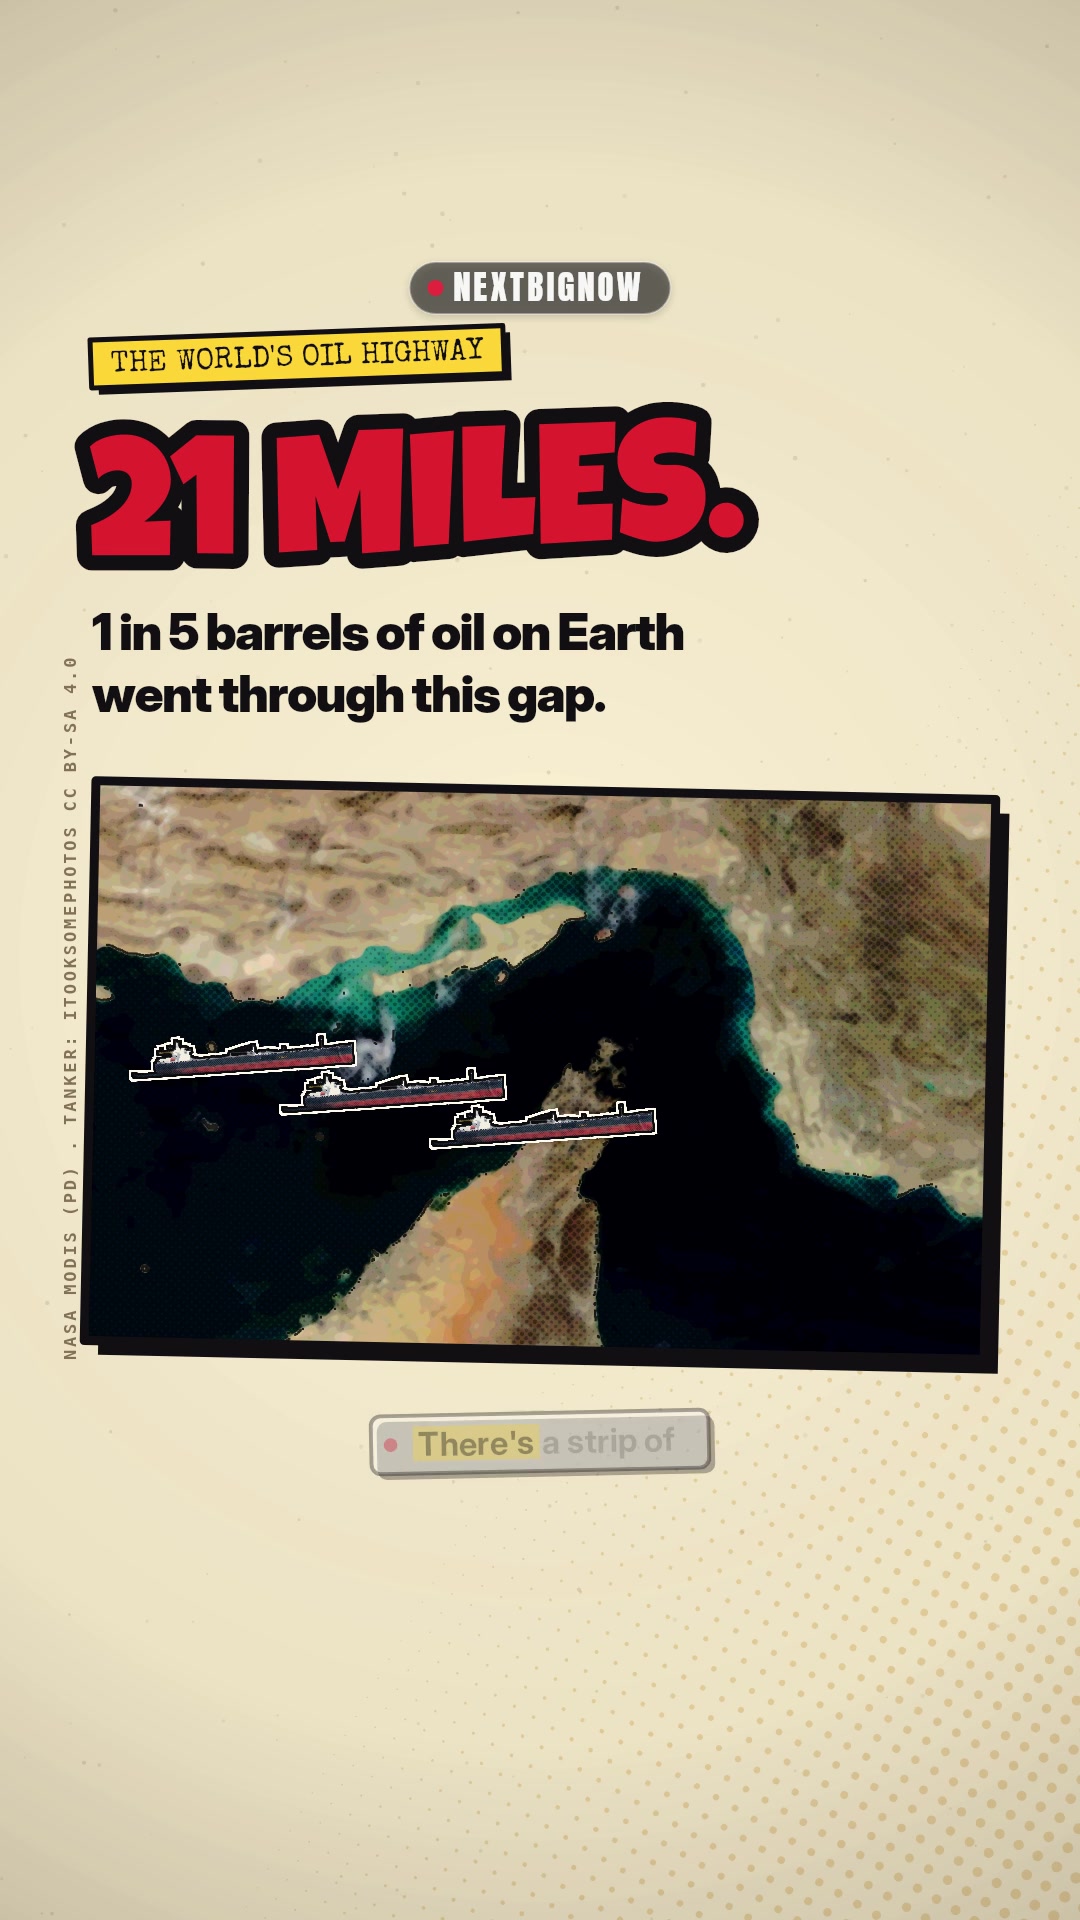 NEXTBIGNOW
THE WORLD'S OIL HIGHWAY
21 MILES.
1 in 5 barrels of oil on Earth
went through this gap.
NASA MODIS (PD) . TANKER: ITOOKSOMEPHOTOS CC BY-SA 4.0
There's a strip of